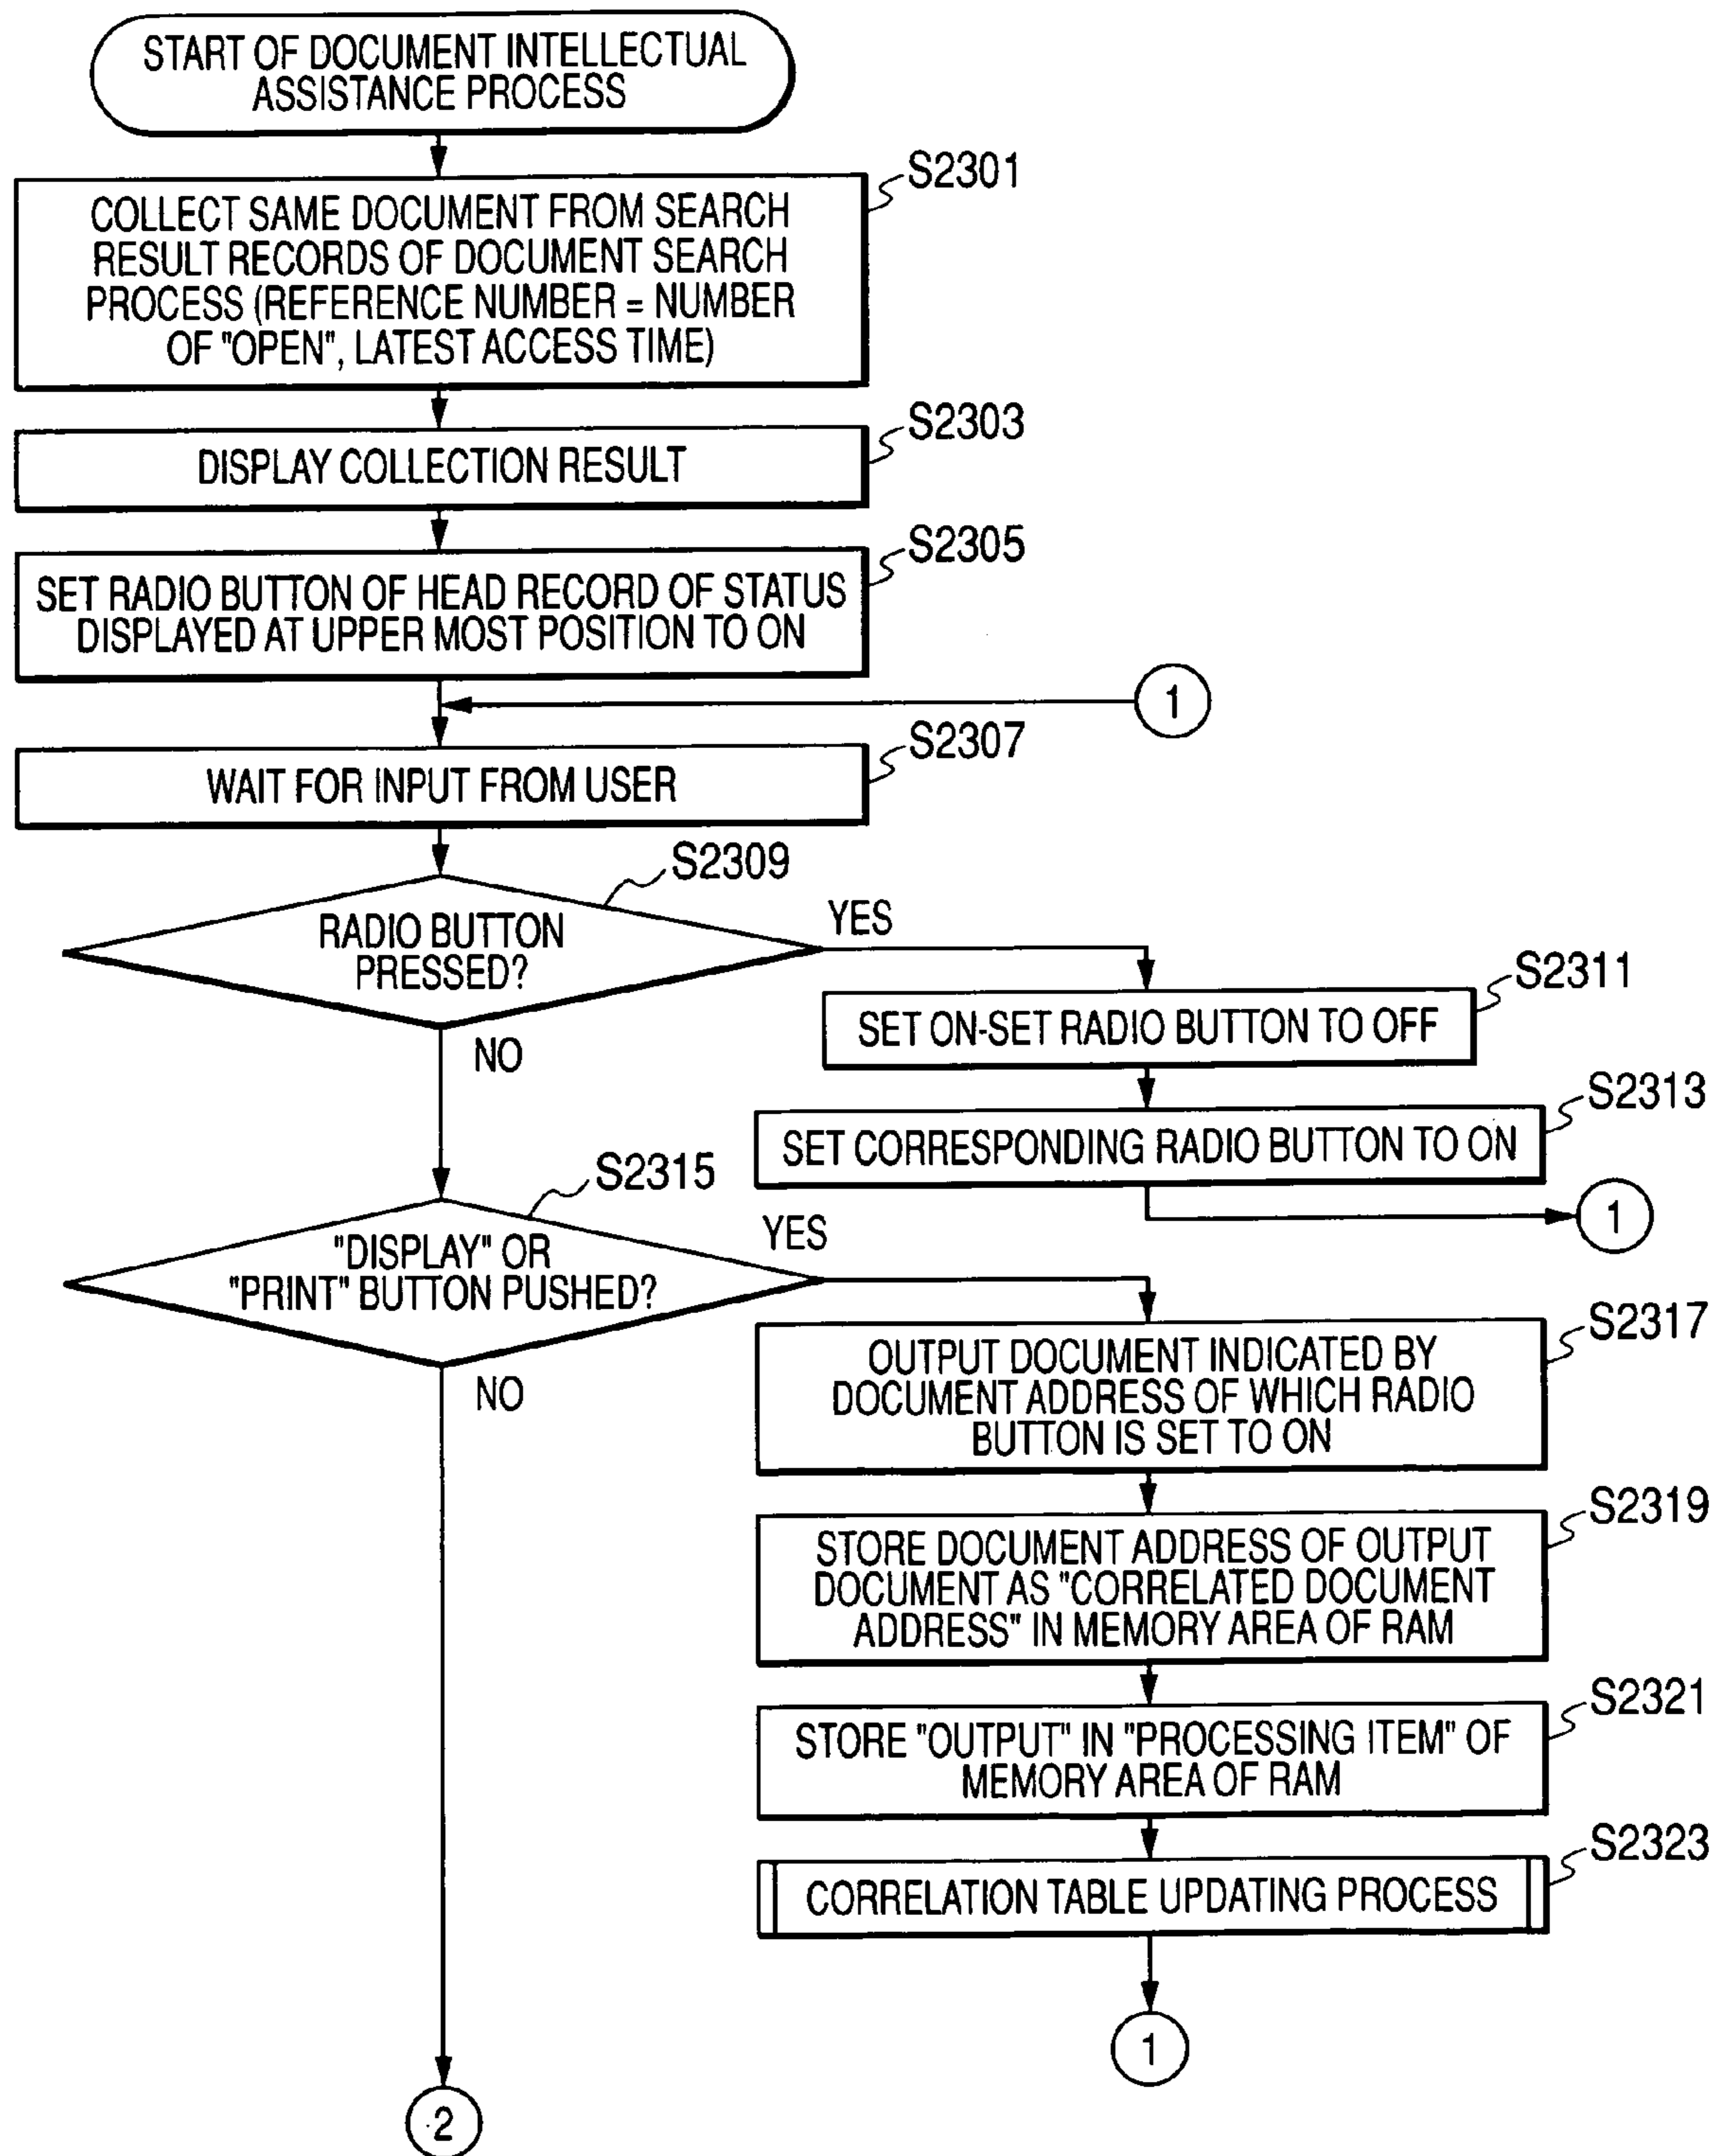 START OF DOCUMENT INTELLECTUAL
ASSISTANCE PROCESS
S2301
COLLECT SAME DOCUMENT FROM SEARCH
RESULT RECORDS OF DOCUMENT SEARCH
PROCESS (REFERENCE NUMBER = NUMBER
OF "OPEN", LATEST ACCESS TIME)
S2303
DISPLAY COLLECTION RESULT
S2305
SET RADIO BUTTON OF HEAD RECORD OF STATUS
DISPLAYED AT UPPER MOST POSITION TO ON
1
S2307
WAIT FOR INPUT FROM USER
S2309
RADIO BUTTON
PRESSED?
YES
NO
S2311
SET ON-SET RADIO BUTTON TO OFF
S2313
SET CORRESPONDING RADIO BUTTON TO ON
1
S2315
"DISPLAY" OR
"PRINT" BUTTON PUSHED?
YES
NO
S2317
OUTPUT DOCUMENT INDICATED BY
DOCUMENT ADDRESS OF WHICH RADIO
BUTTON IS SET TO ON
S2319
STORE DOCUMENT ADDRESS OF OUTPUT
DOCUMENT AS "CORRELATED DOCUMENT
ADDRESS" IN MEMORY AREA OF RAM
S2321
STORE "OUTPUT" IN "PROCESSING ITEM" OF
MEMORY AREA OF RAM
S2323
CORRELATION TABLE UPDATING PROCESS
1
2